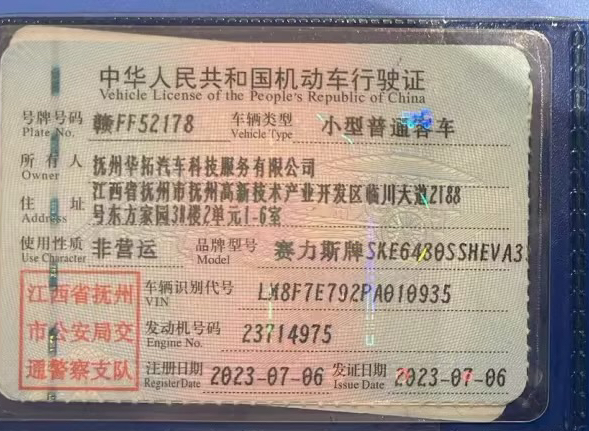 中华人民共和国机动车行驶证
Vehicle License of the People's Republic of China
号牌号码 赣FF52178 车辆类型 小型普通客车
Plate No. Vehicle Type
所有人 抚州华拓汽车科技服务有限公司
Owner
住址 江西省抚州市抚州高新技术产业开发区临川大道2188
Address 号东方家园38楼2单元1-6室
使用性质 非营运 品牌型号 赛力斯牌SKE6480SSHEVA3
Use Character Model
江西省抚州
市公安局交
通警察支队
车辆识别代号 LM8F7E792PA010935
VIN
发动机号码 23714975
Engine No.
注册日期 2023-07-06 发证日期 2023-07-06
Register Date Issue Date